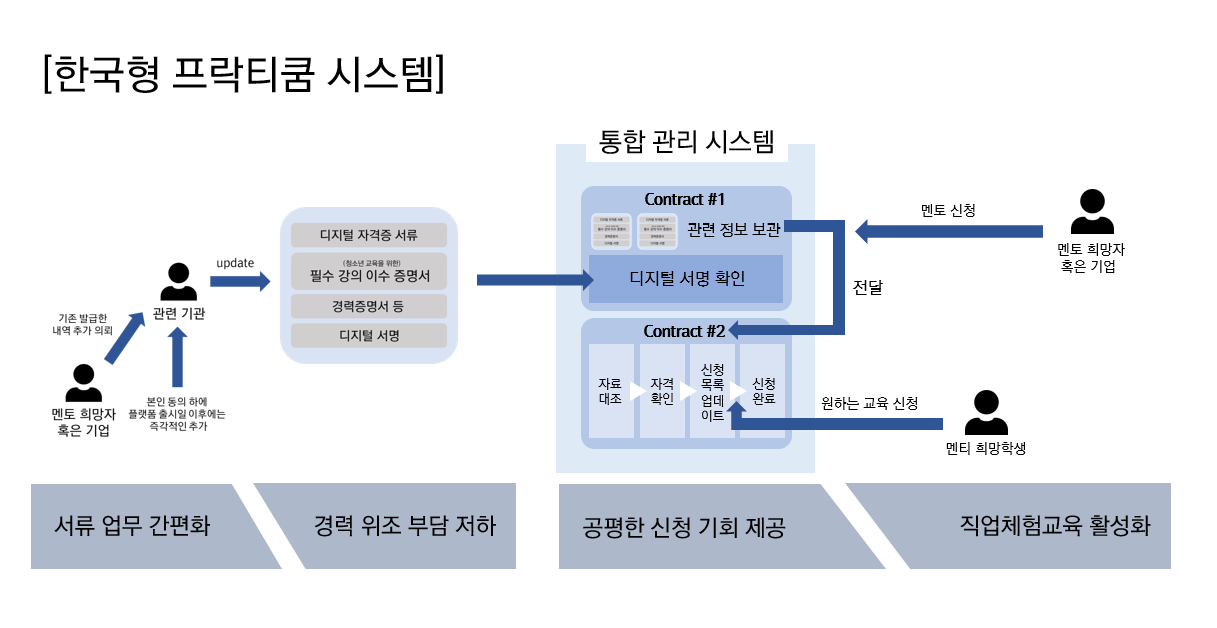 [한국형 프락티쿰 시스템]
통합 관리 시스템
Contract #1
관련 정보 보관
디지털 서명 확인
Contract #2
자료
대조
자격
확인
신청
목록
업데
이트
신청
완료
전달
멘토 신청
멘토 희망자
혹은 기업
원하는 교육 신청
멘티 희망학생
디지털 자격증 서류
(청소년 교육을 위한)
필수 강의 이수 증명서
경력증명서 등
디지털 서명
update
관련 기관
기존 발급한
내역 추가 의뢰
멘토 희망자
혹은 기업
본인 동의 하에
플랫폼 출시일 이후에는
즉각적인 추가
서류 업무 간편화
경력 위조 부담 저하
공평한 신청 기회 제공
직업체험교육 활성화